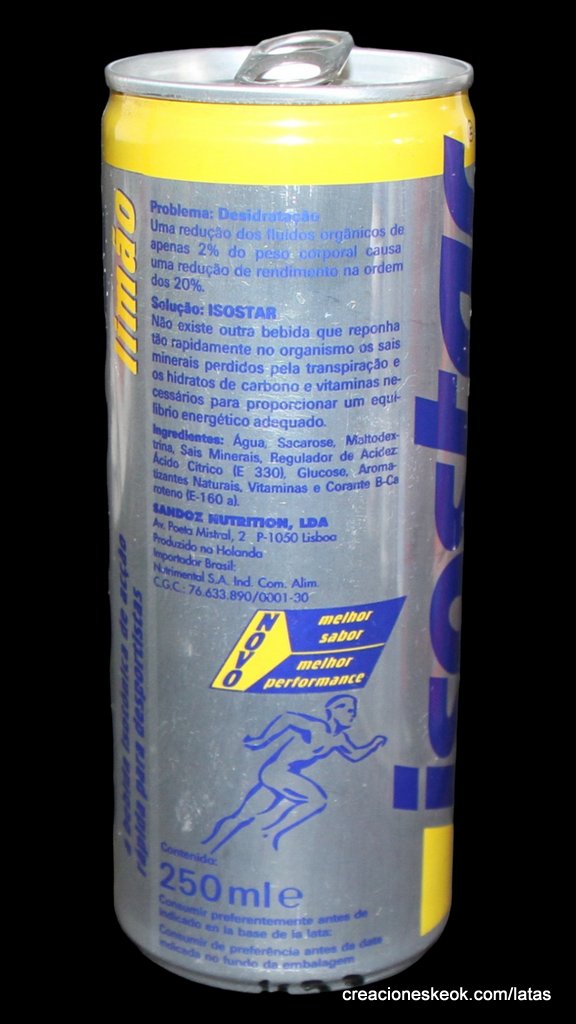 limão
Problema: Desidratação
Uma redução dos fluidos orgânicos de
apenas 2% do peso corporal causa
uma redução de rendimento na ordem
dos 20%.
Solução: ISOSTAR
Não existe outra bebida que reponha
tão rapidamente no organismo os sais
minerais perdidos pela transpiração e
os hidratos de carbono e vitaminas ne-
cessários para proporcionar um equi-
líbrio energético adequado.
Ingredientes: Água, Sacarose, Maltodex-
trina, Sais Minerais, Regulador de Acidez
Ácido Cítrico (E 330), Glucose, Aroma-
tizantes Naturais, Vitaminas e Corante B-Ca
roteno (E-160 a).
SANDOZ NUTRITION, LDA
Av. Poeta Mistral, 2 P-1050 Lisboa
Produzido na Holanda
Importador Brasil:
Nutrimental S.A. Ind. Com. Alim.
C.G.C.: 76.633.890/0001-30
NOVO
melhor
sabor
melhor
performance
a bebida isotónica de acção
rápida para desportistas
isostar
®
Contenido:
250 ml e
Consumir preferentemente antes de
indicado en la base de la lata:
Consumir de preferência antes da data
indicada no fundo da embalagem
creacioneskeok.com/latas